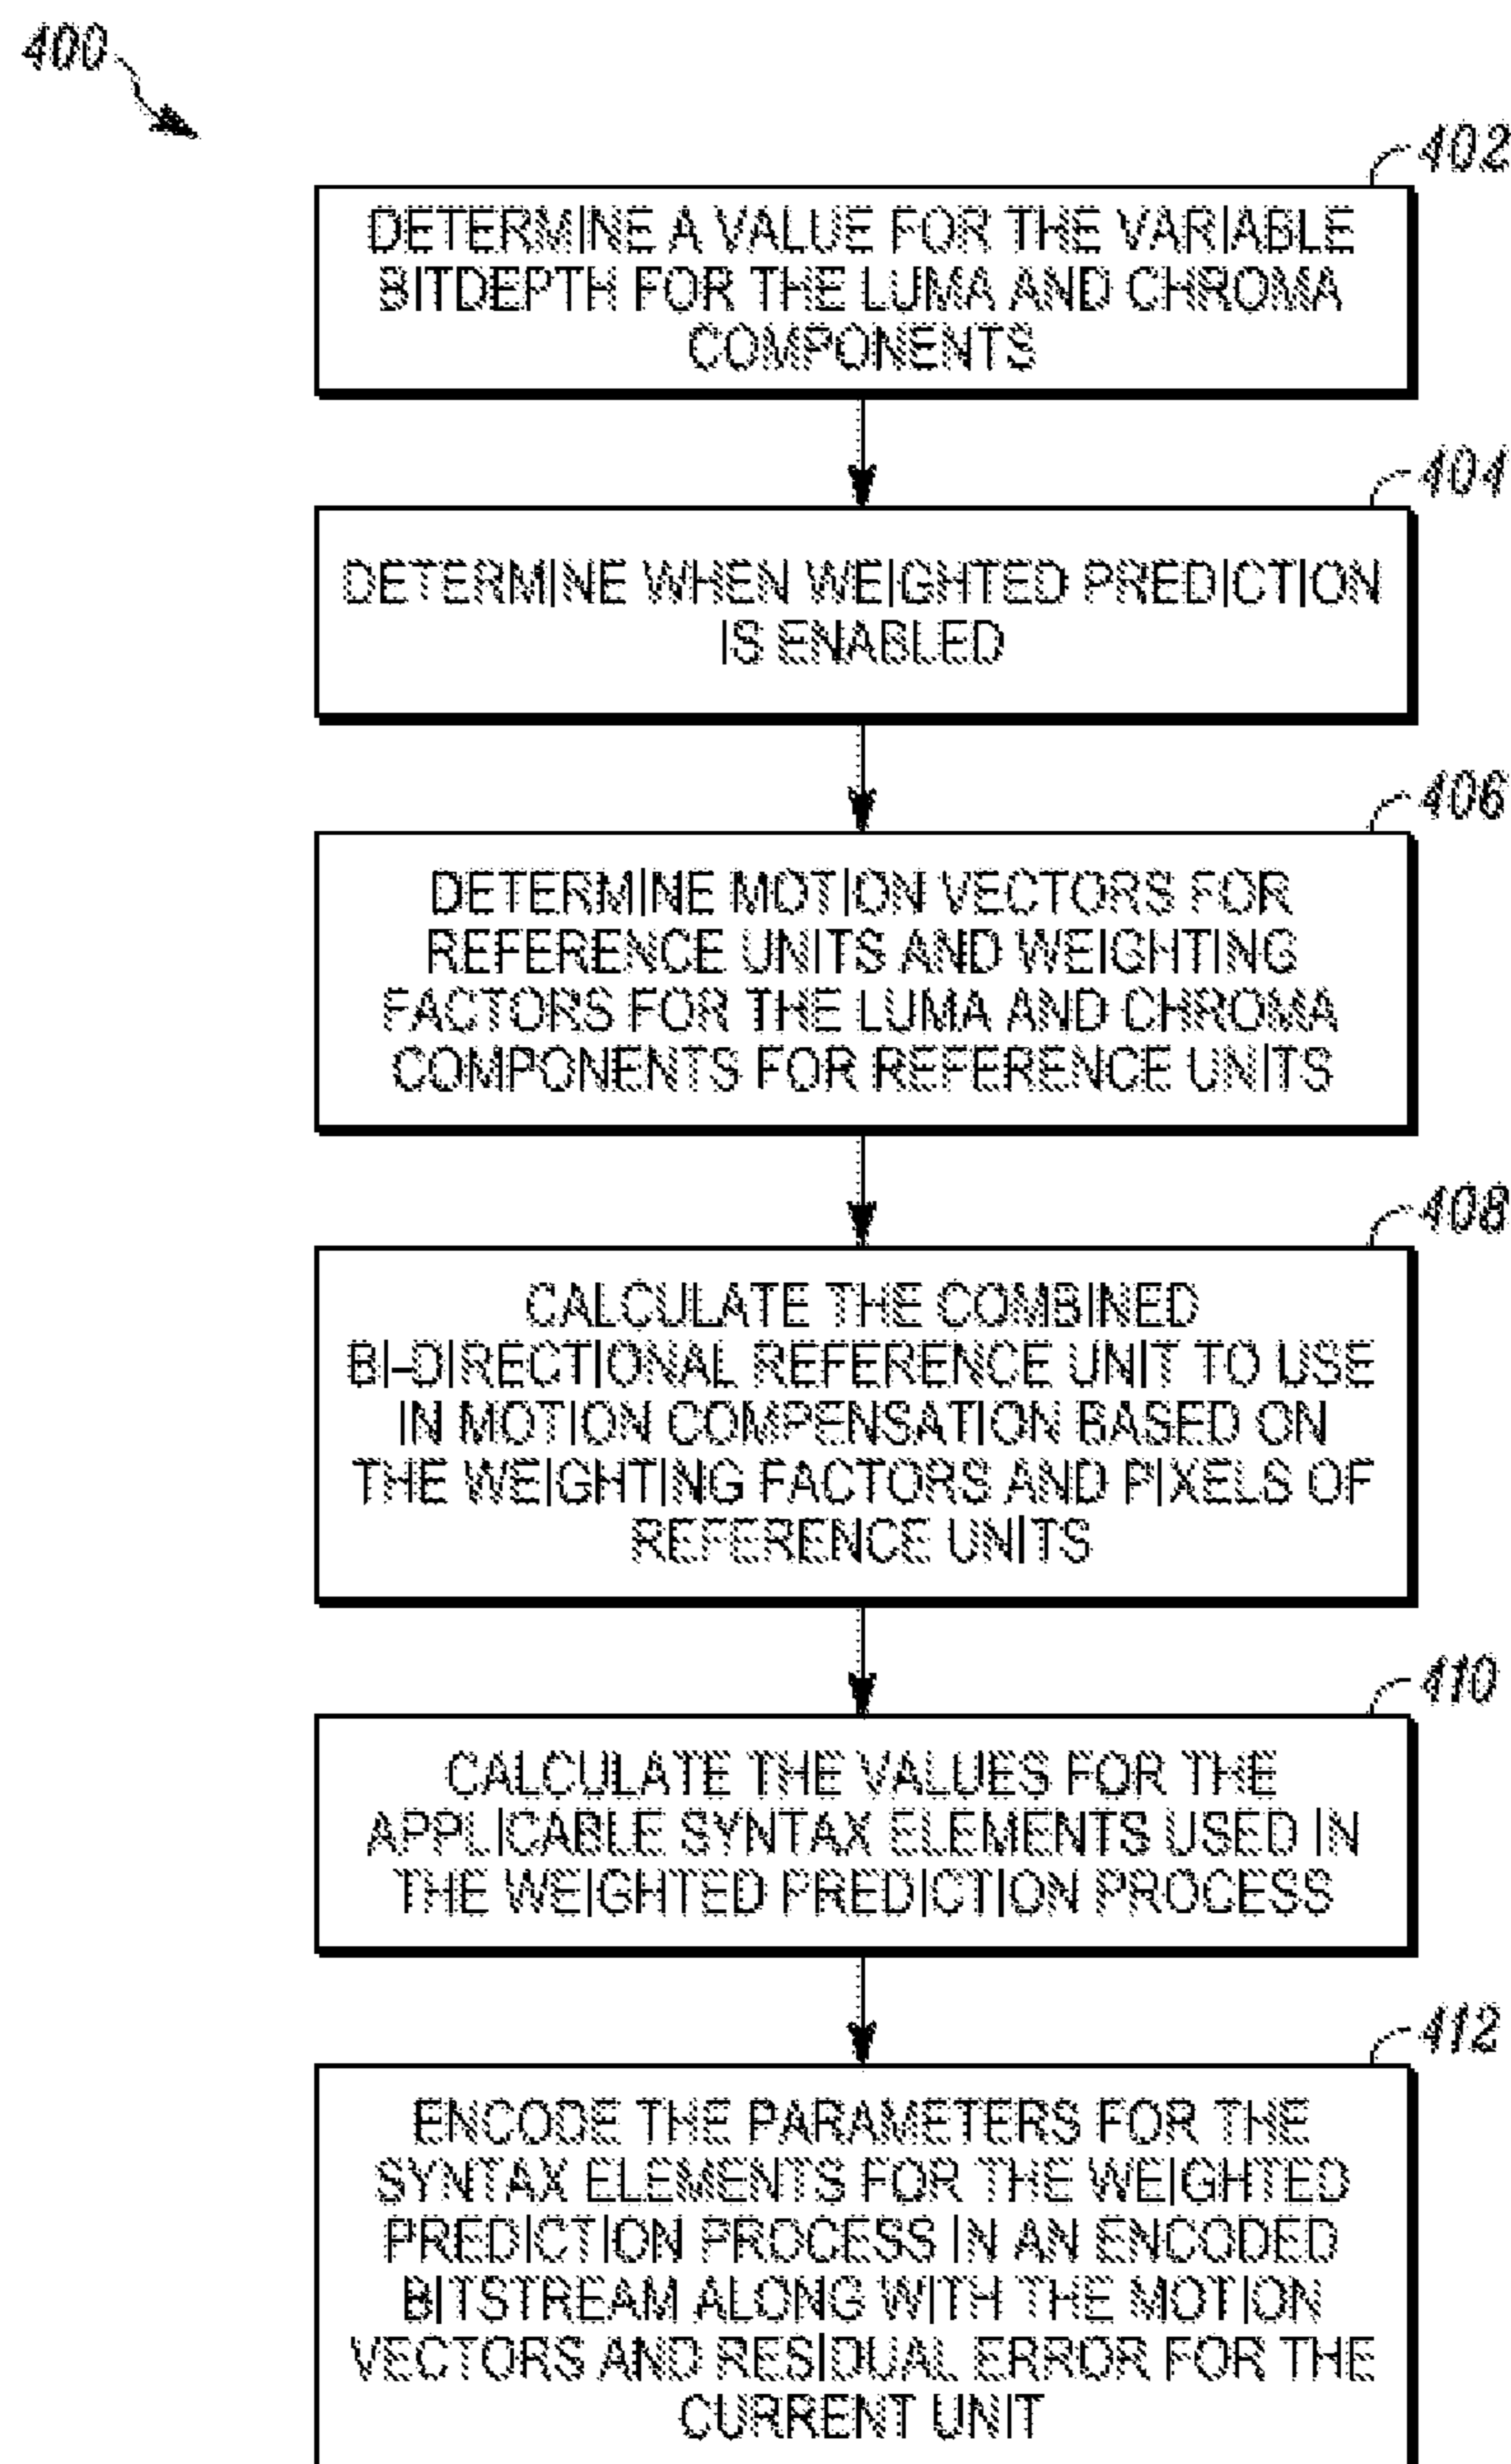 400
402
DETERMINE A VALUE FOR THE VARIABLE
BITDEPTH FOR THE LUMA AND CHROMA
COMPONENTS
404
DETERMINE WHEN WEIGHTED PREDICTION
IS ENABLED
406
DETERMINE MOTION VECTORS FOR
REFERENCE UNITS AND WEIGHTING
FACTORS FOR THE LUMA AND CHROMA
COMPONENTS FOR REFERENCE UNITS
408
CALCULATE THE COMBINED
BI-DIRECTIONAL REFERENCE UNIT TO USE
IN MOTION COMPENSATION BASED ON
THE WEIGHTING FACTORS AND PIXELS OF
REFERENCE UNITS
410
CALCULATE THE VALUES FOR THE
APPLICABLE SYNTAX ELEMENTS USED IN
THE WEIGHTED PREDICTION PROCESS
412
ENCODE THE PARAMETERS FOR THE
SYNTAX ELEMENTS FOR THE WEIGHTED
PREDICTION PROCESS IN AN ENCODED
BITSTREAM ALONG WITH THE MOTION
VECTORS AND RESIDUAL ERROR FOR THE
CURRENT UNIT